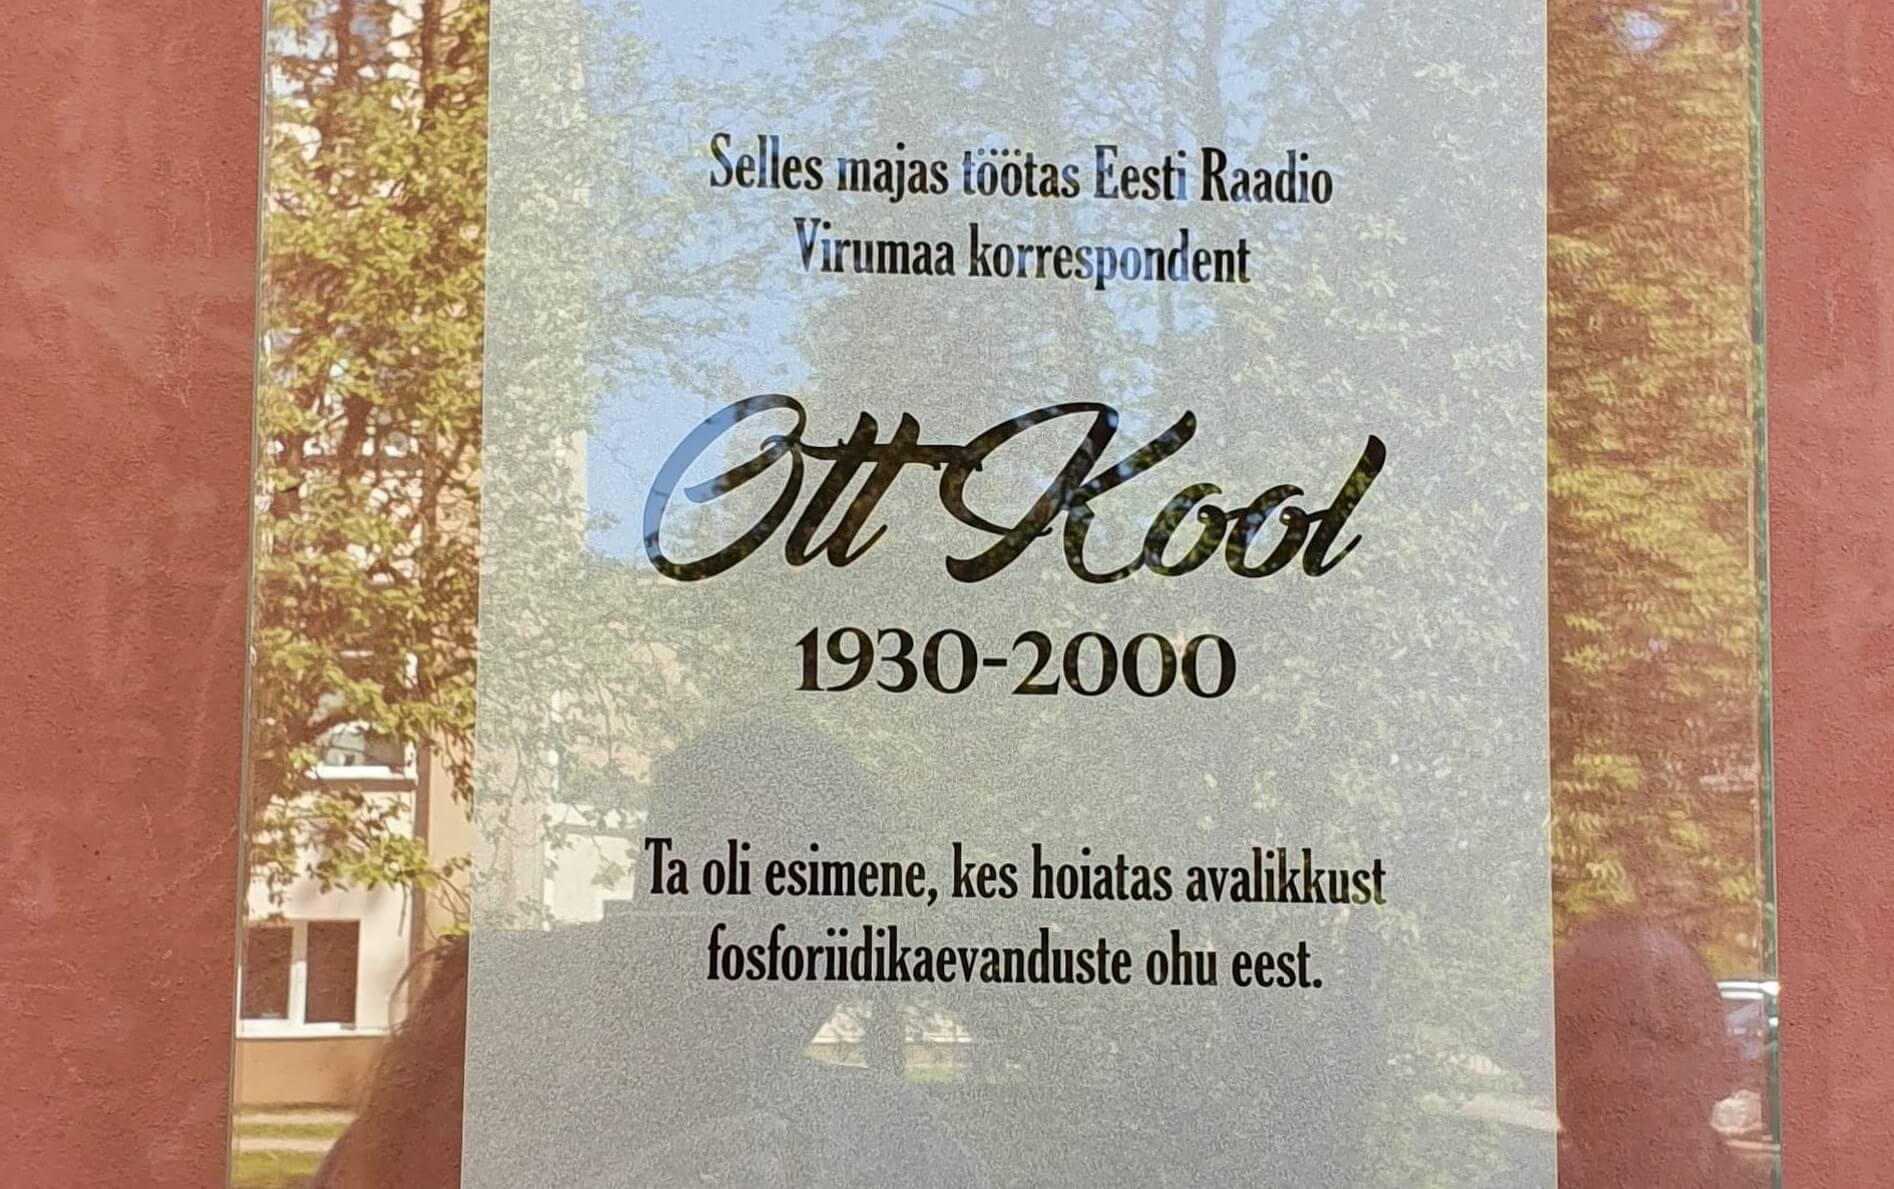 Selles majas töötas Eesti Raadio
Virumaa korrespondent
Ott Kool
1930-2000
Ta oli esimene, kes hoiatas avalikkust
fosforiidikaevanduste ohu eest.